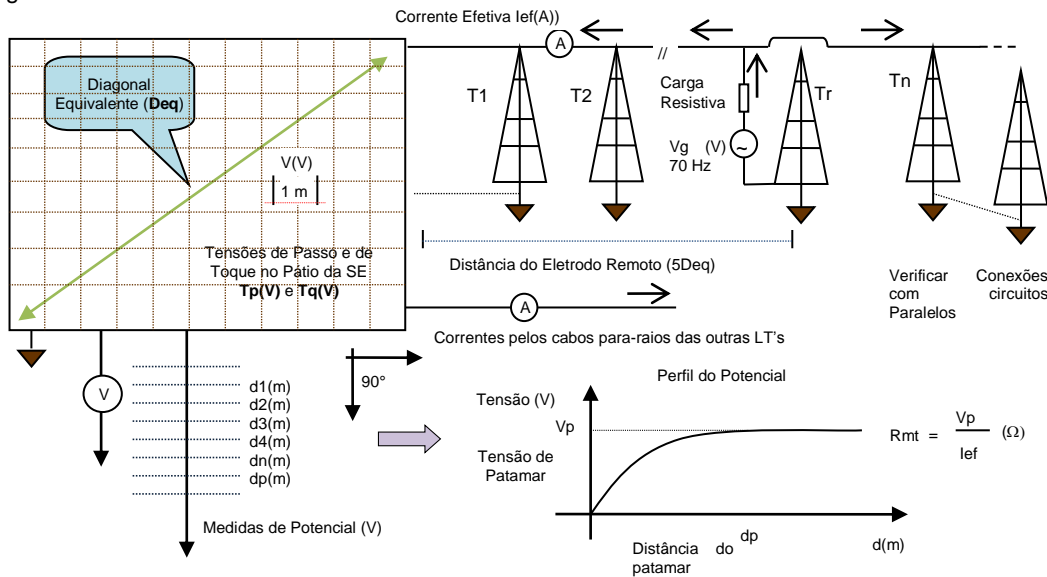 Corrente Efetiva Ief(A))
A
Diagonal
Equivalente (Deq)
V(V)
1 m
Tensões de Passo e de
Toque no Pátio da SE
Tp(V) e Tq(V)
T1
T2
//
Carga
Resistiva
Vg (V)
70 Hz
~
Tr
Tn
Distância do Eletrodo Remoto (5Deq)
Verificar Conexões
com circuitos
Paralelos
A
Correntes pelos cabos para-raios das outras LT's
V
d1(m)
d2(m)
d3(m)
d4(m)
dn(m)
dp(m)
Medidas de Potencial (V)
90°
Perfil do Potencial
Tensão (V)
Vp
Tensão de
Patamar
Rmt = Vp
Ief
(Ω)
Distância do dp
patamar
d(m)